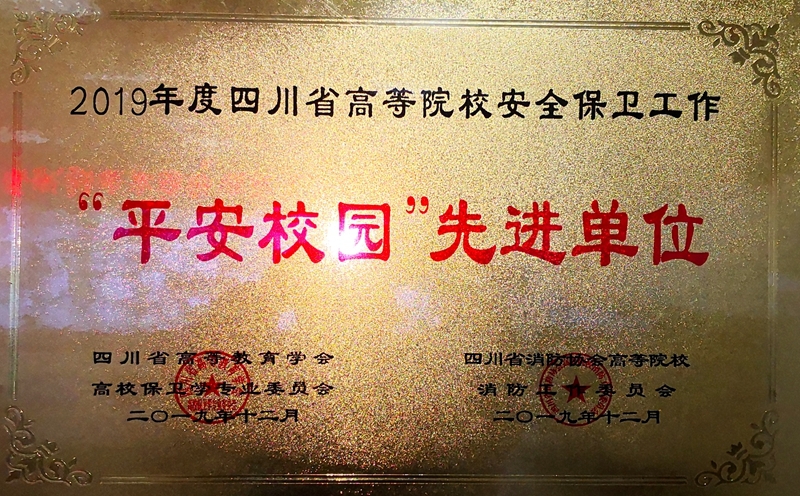 2019年度四川省高等院校安全保卫工作
“平安校园”先进单位
四川省高等教育学会
高校保卫学专业委员会
二〇一九年十二月
四川省消防协会高等院校
消防工作委员会
二〇一九年十二月